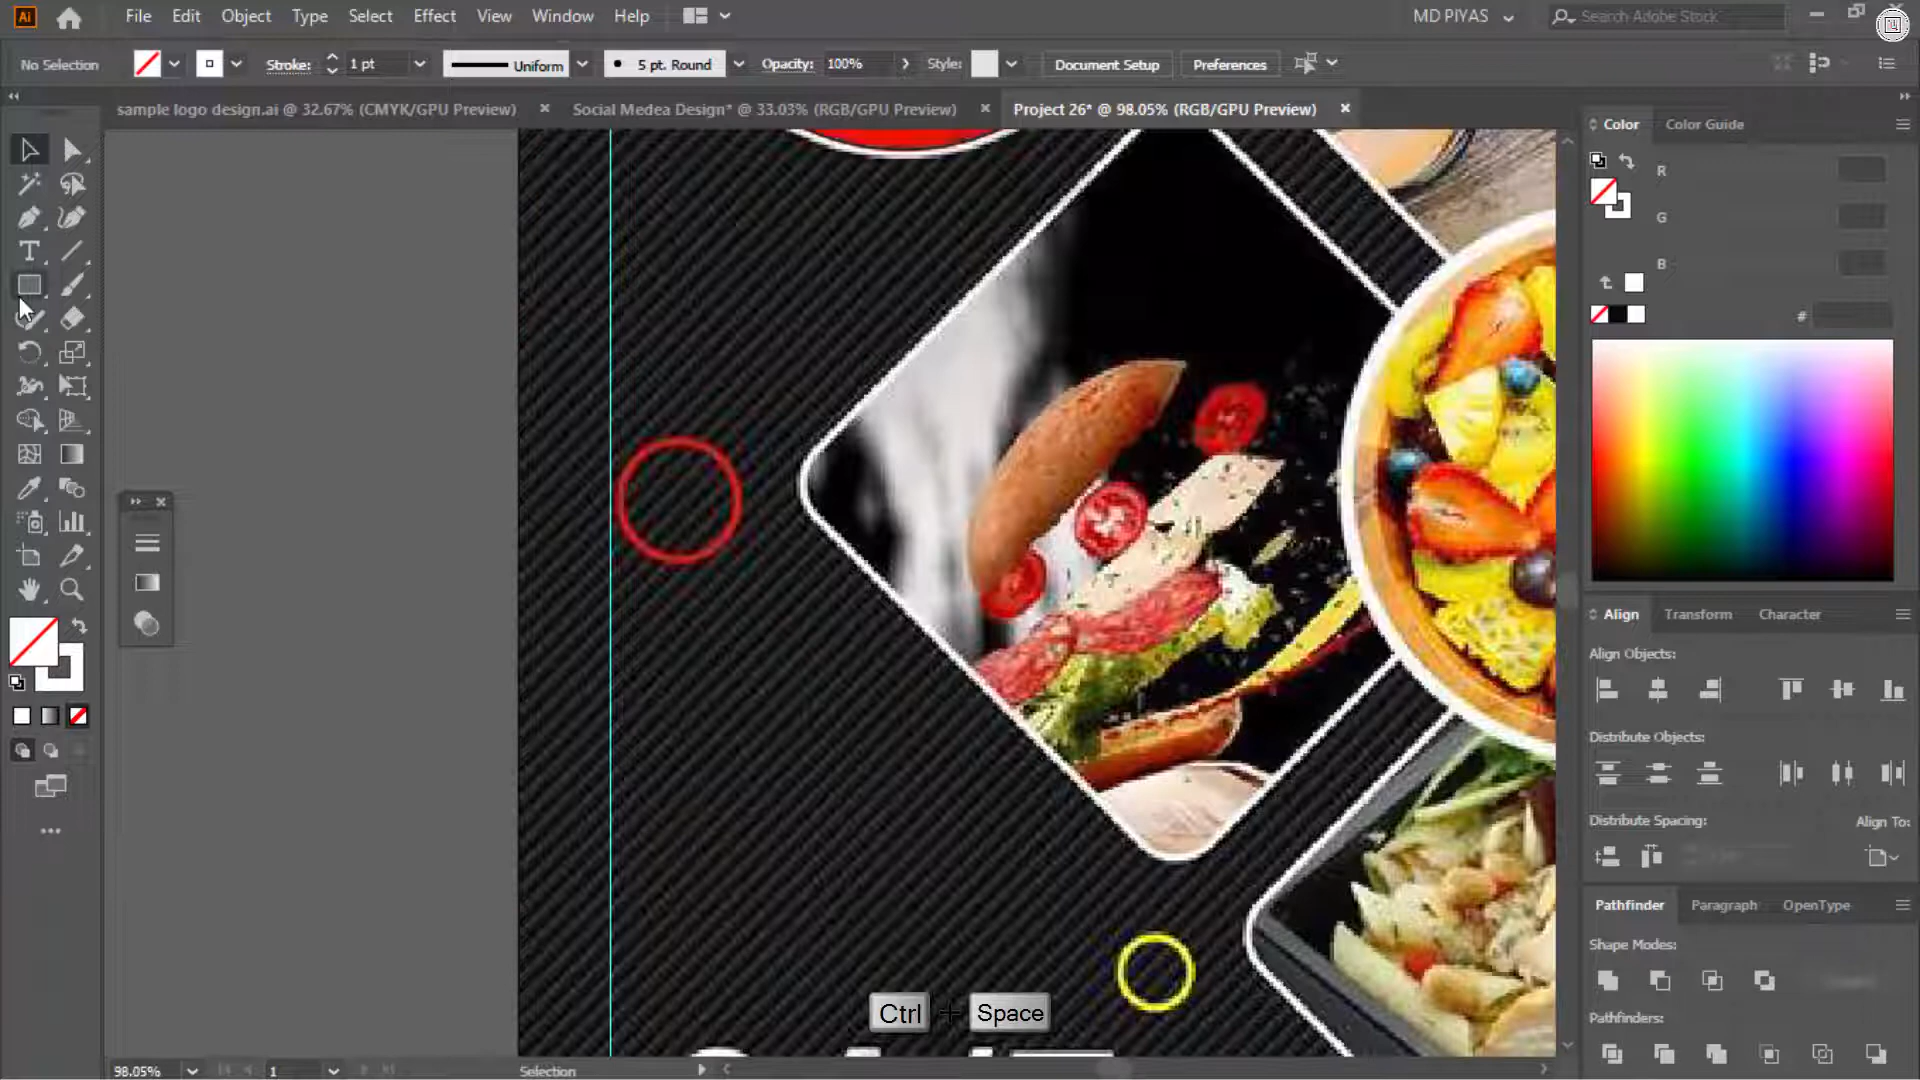 Ai File Edit Object Type Select Effect View Window Help MD PIYAS Search Adobe Stock
No Selection Stroke: 1 pt Uniform 5 pt. Round Opacity: 100% Style: Document Setup Preferences
sample logo design.ai @ 32.67% (CMYK/GPU Preview) Social Medea Design* @ 33.03% (RGB/GPU Preview) Project 26* @ 98.05% (RGB/GPU Preview)
Color Color Guide
R
G
B
#
Align Transform Character
Align Objects:
Distribute Objects:
Distribute Spacing: Align To:
Pathfinder Paragraph OpenType
Shape Modes:
Pathfinders:
Ctrl + Space
98.05% 1 Selection